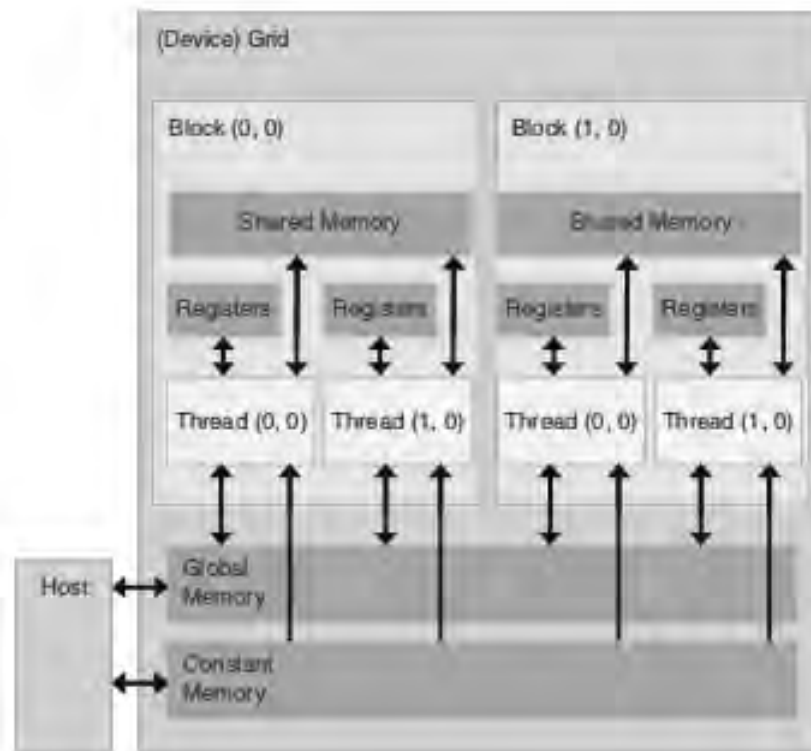 (Device) Grid
Block (0, 0)
Block (1, 0)
Shared Memory
Shared Memory
Registers
Registers
Registers
Registers
Thread (0, 0)
Thread (1, 0)
Thread (0, 0)
Thread (1, 0)
Host
Global
Memory
Constant
Memory